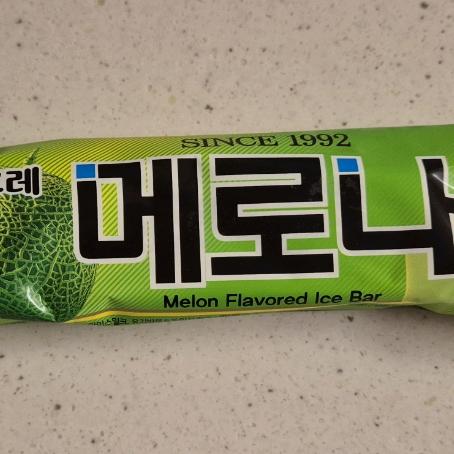 SINCE 1992
메로나
Melon Flavored Ice Bar